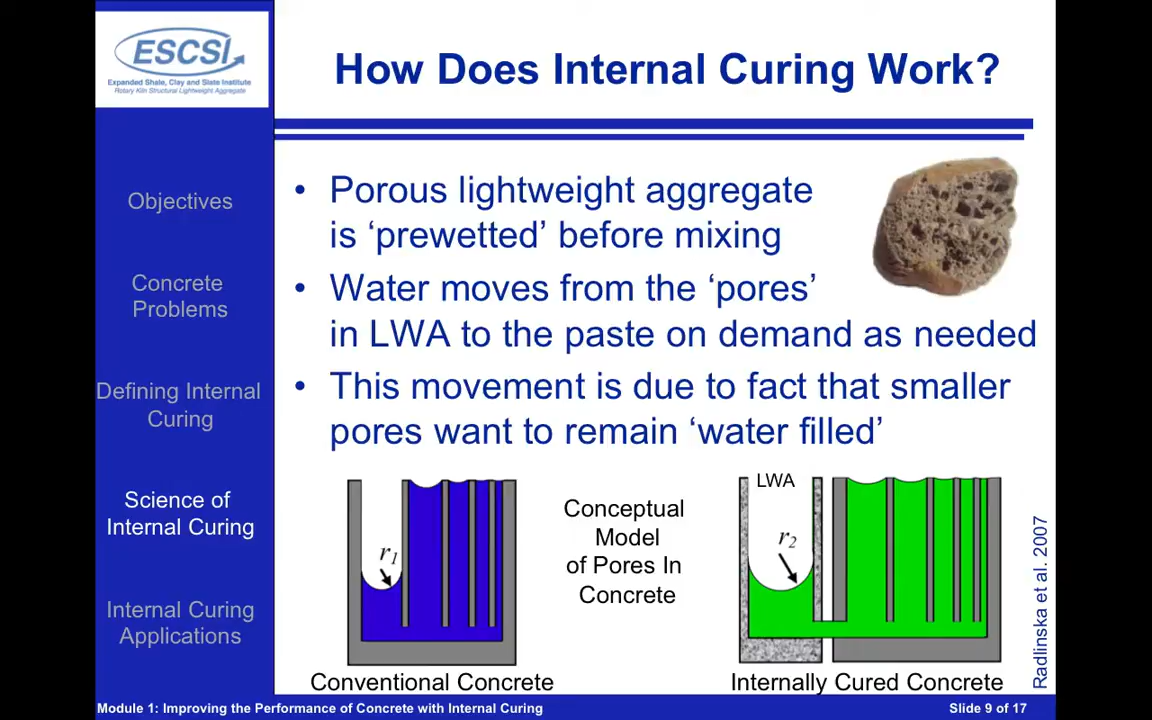 ESCSI
Expanded Shale, Clay and Slate Institute
Rotary Kiln Structural Lightweight Aggregate
How Does Internal Curing Work?
Objectives
Concrete
Problems
Defining Internal
Curing
Science of
Internal Curing
Internal Curing
Applications
• Porous lightweight aggregate
is ‘prewetted’ before mixing
• Water moves from the ‘pores’
in LWA to the paste on demand as needed
• This movement is due to fact that smaller
pores want to remain ‘water filled’
r1
Conventional Concrete
Conceptual
Model
of Pores In
Concrete
LWA
r2
Internally Cured Concrete
Radlinska et al. 2007
Module 1: Improving the Performance of Concrete with Internal Curing
Slide 9 of 17